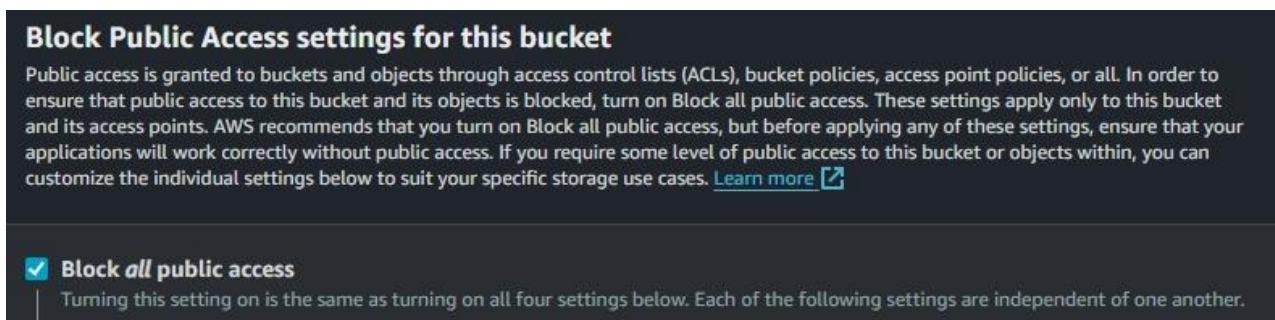 Block Public Access settings for this bucket
Public access is granted to buckets and objects through access control lists (ACLs), bucket policies, access point policies, or all. In order to
ensure that public access to this bucket and its objects is blocked, turn on Block all public access. These settings apply only to this bucket
and its access points. AWS recommends that you turn on Block all public access, but before applying any of these settings, ensure that your
applications will work correctly without public access. If you require some level of public access to this bucket or objects within, you can
customize the individual settings below to suit your specific storage use cases. Learn more
Block all public access
Turning this setting on is the same as turning on all four settings below. Each of the following settings are independent of one another.